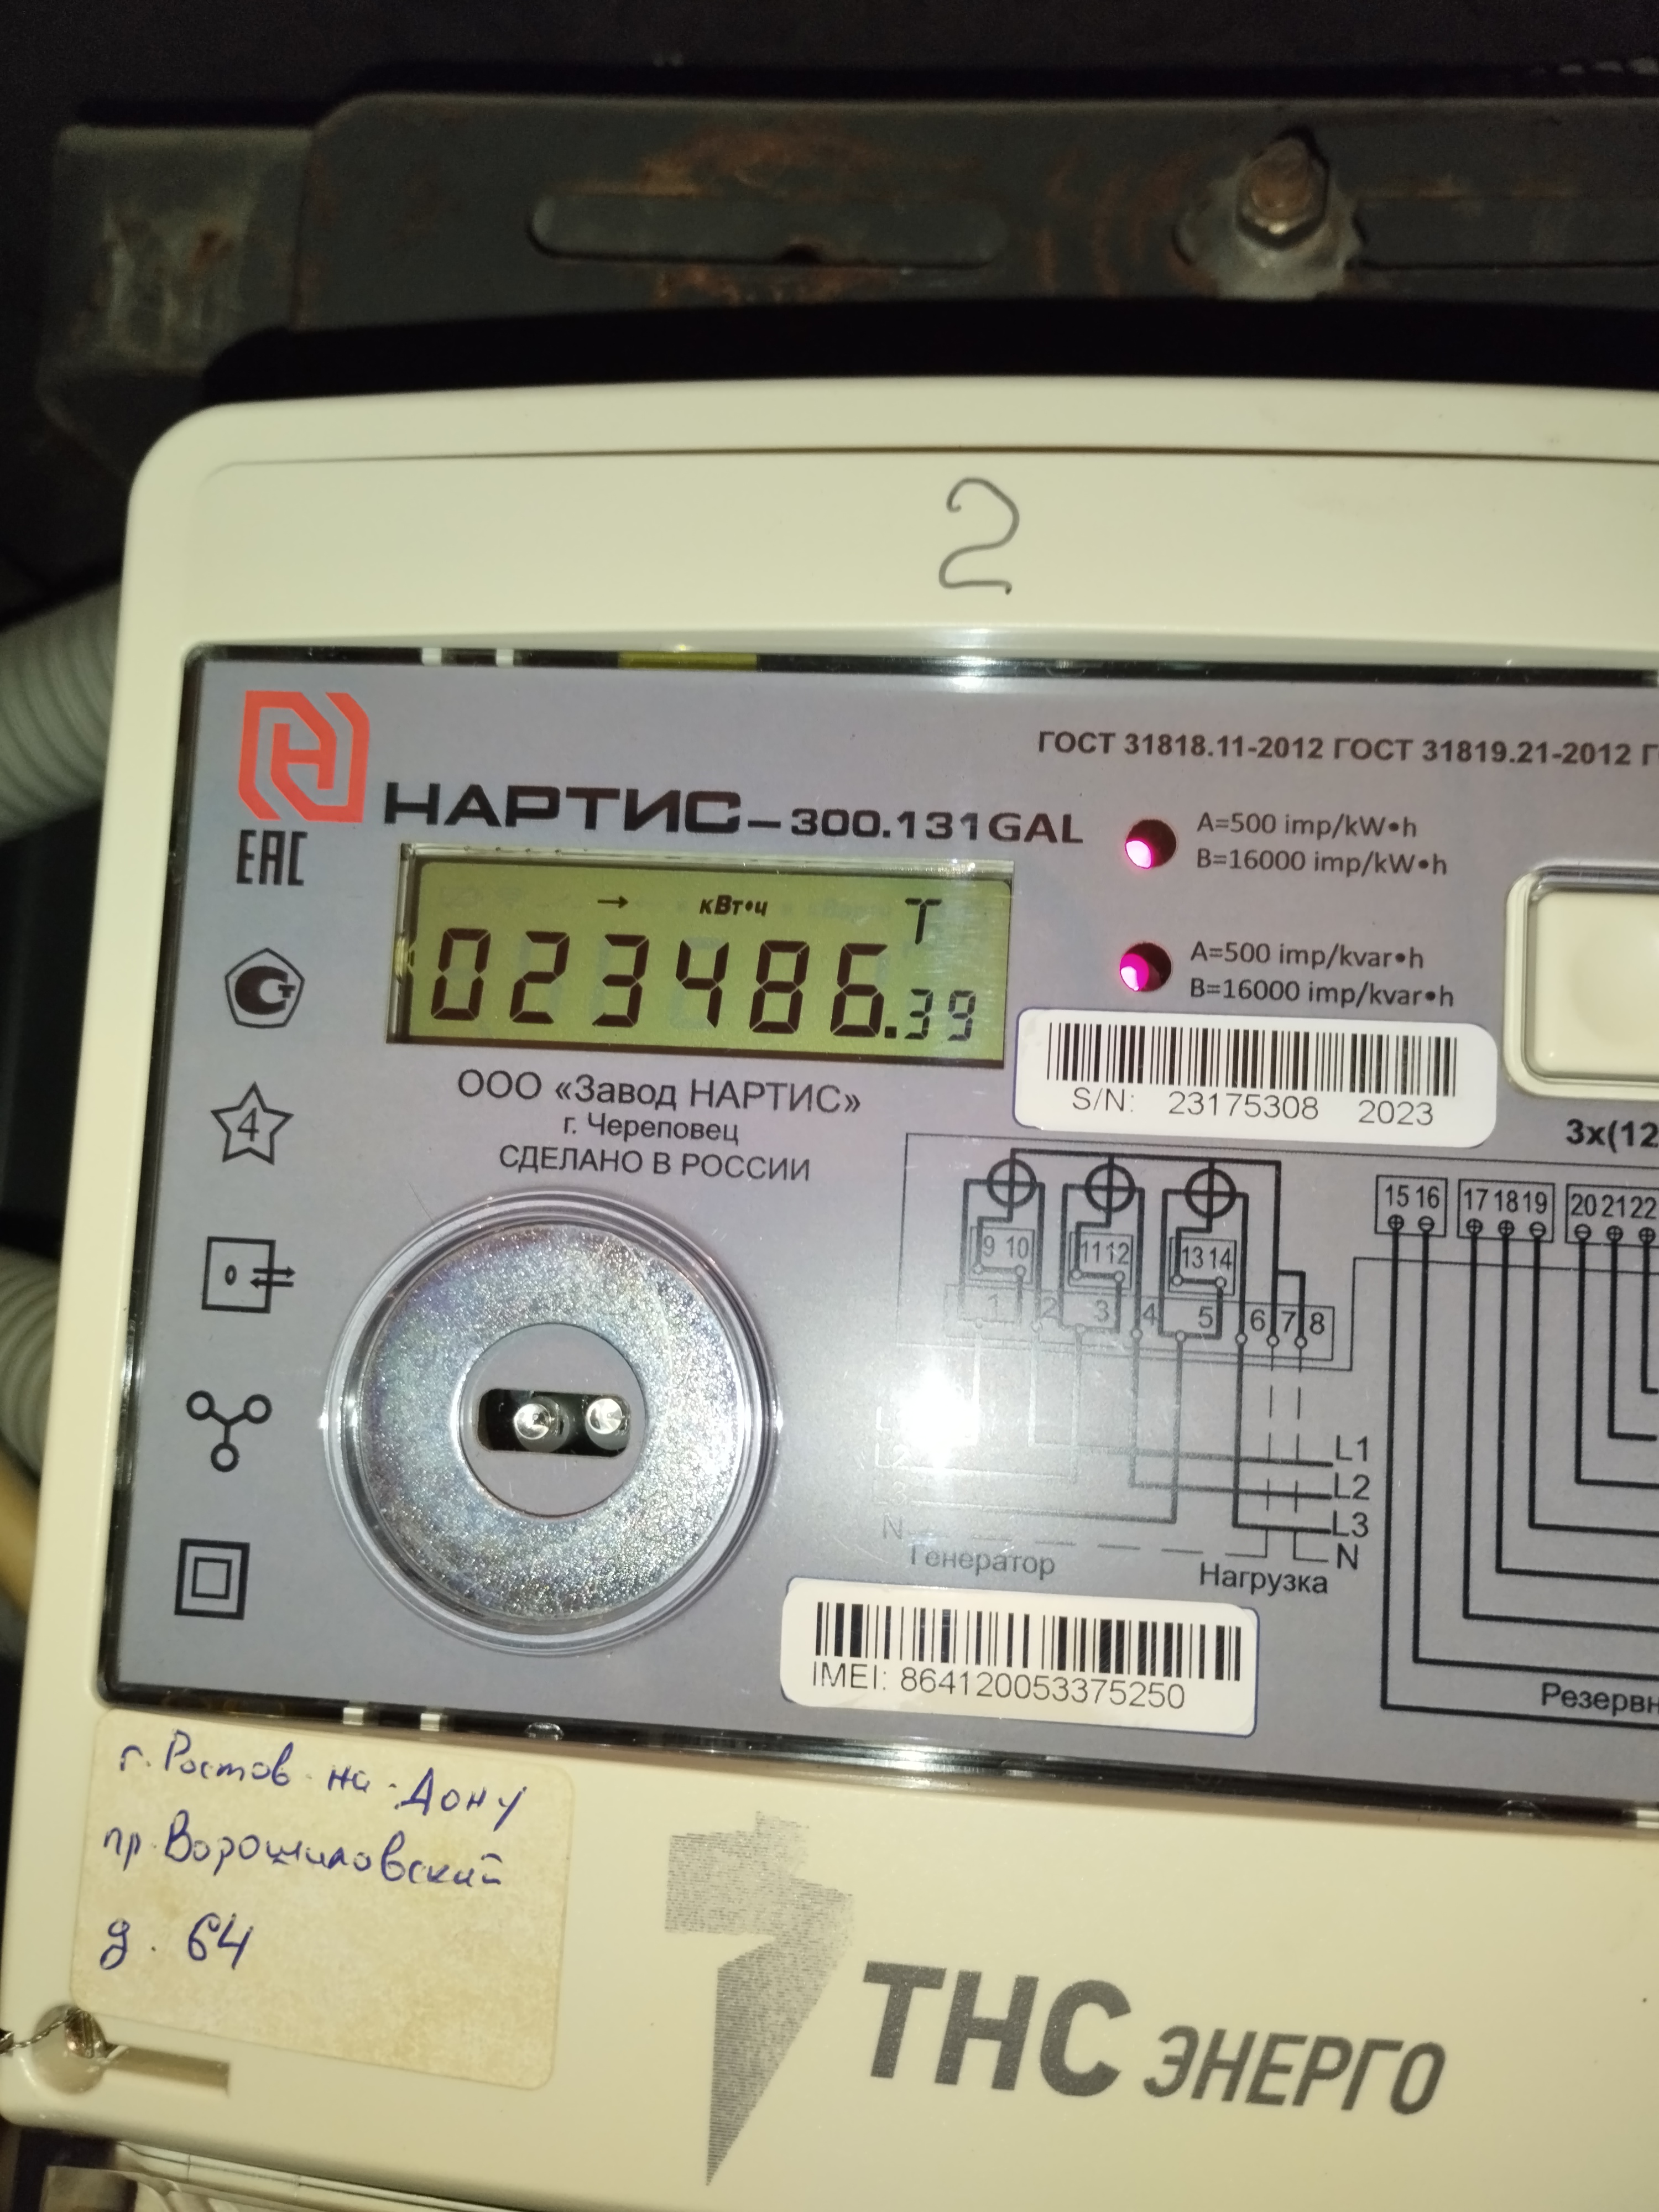 2
ГОСТ 31818.11-2012 ГОСТ 31819.21-2012 Г
НАРТИС-300.131GAL
A=500 imp/kW•h
B=16000 imp/kW•h
EAC
→ кВт•ч T
023486.39
A=500 imp/kvar•h
B=16000 imp/kvar•h
S/N: 23175308 2023
ООО «Завод НАРТИС»
г. Череповец
СДЕЛАНО В РОССИИ
4
3x(12
15 16 17 18 19 20 21 22
9 10 11 12 13 14
1 2 3 4 5 6 7 8
L1
L2 L2
L3 L3
N N
Генератор
Нагрузка
IMEI: 864120053375250
Резервн
г. Ростов-на-Дону
пр. Ворошиловский
д. 64
ТНС ЭНЕРГО